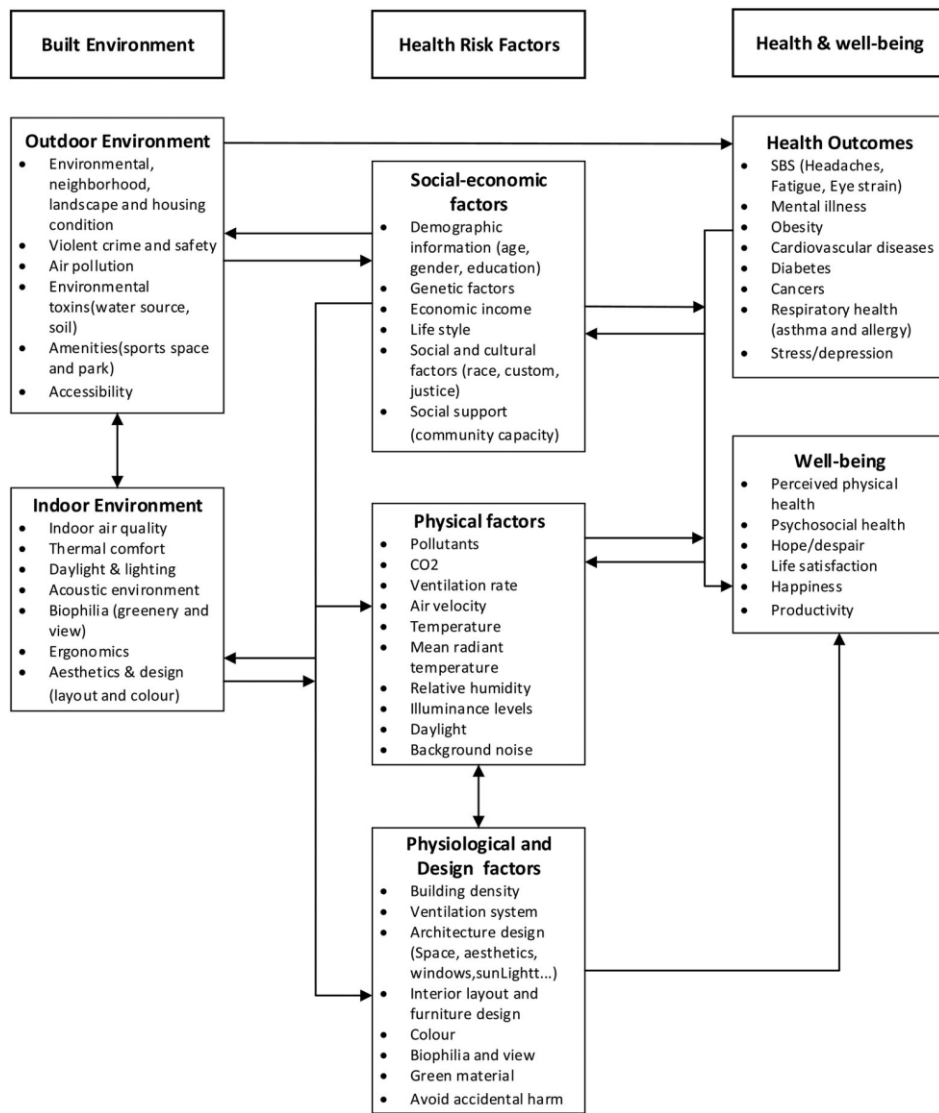 Built Environment
Health Risk Factors
Health & well-being
Outdoor Environment
• Environmental,
neighborhood,
landscape and housing
condition
• Violent crime and safety
• Air pollution
• Environmental
toxins(water source,
soil)
• Amenities(sports space
and park)
• Accessibility
Indoor Environment
• Indoor air quality
• Thermal comfort
• Daylight & lighting
• Acoustic environment
• Biophilia (greenery and
view)
• Ergonomics
• Aesthetics & design
(layout and colour)
Social-economic
factors
• Demographic
information (age,
gender, education)
• Genetic factors
• Economic income
• Life style
• Social and cultural
factors (race, custom,
justice)
• Social support
(community capacity)
Physical factors
• Pollutants
• CO2
• Ventilation rate
• Air velocity
• Temperature
• Mean radiant
temperature
• Relative humidity
• Illuminance levels
• Daylight
• Background noise
Physiological and
Design factors
• Building density
• Ventilation system
• Architecture design
(Space, aesthetics,
windows,sunLightt...)
• Interior layout and
furniture design
• Colour
• Biophilia and view
• Green material
• Avoid accidental harm
Health Outcomes
• SBS (Headaches,
Fatigue, Eye strain)
• Mental illness
• Obesity
• Cardiovascular diseases
• Diabetes
• Cancers
• Respiratory health
(asthma and allergy)
• Stress/depression
Well-being
• Perceived physical
health
• Psychosocial health
• Hope/despair
• Life satisfaction
• Happiness
• Productivity